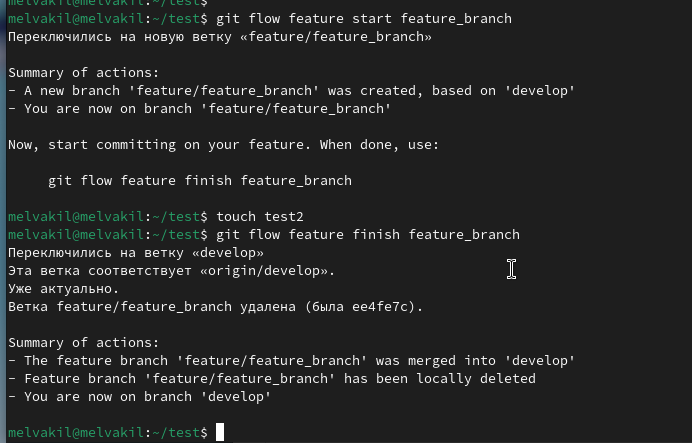 melvakil@melvakil:~/test$
melvakil@melvakil:~/test$ git flow feature start feature_branch
Переключились на новую ветку «feature/feature_branch»
Summary of actions:
- A new branch 'feature/feature_branch' was created, based on 'develop'
- You are now on branch 'feature/feature_branch'
Now, start committing on your feature. When done, use:
git flow feature finish feature_branch
melvakil@melvakil:~/test$ touch test2
melvakil@melvakil:~/test$ git flow feature finish feature_branch
Переключились на ветку «develop»
Эта ветка соответствует «origin/develop».
Уже актуально.
Ветка feature/feature_branch удалена (была ee4fe7c).
Summary of actions:
- The feature branch 'feature/feature_branch' was merged into 'develop'
- Feature branch 'feature/feature_branch' has been locally deleted
- You are now on branch 'develop'
melvakil@melvakil:~/test$